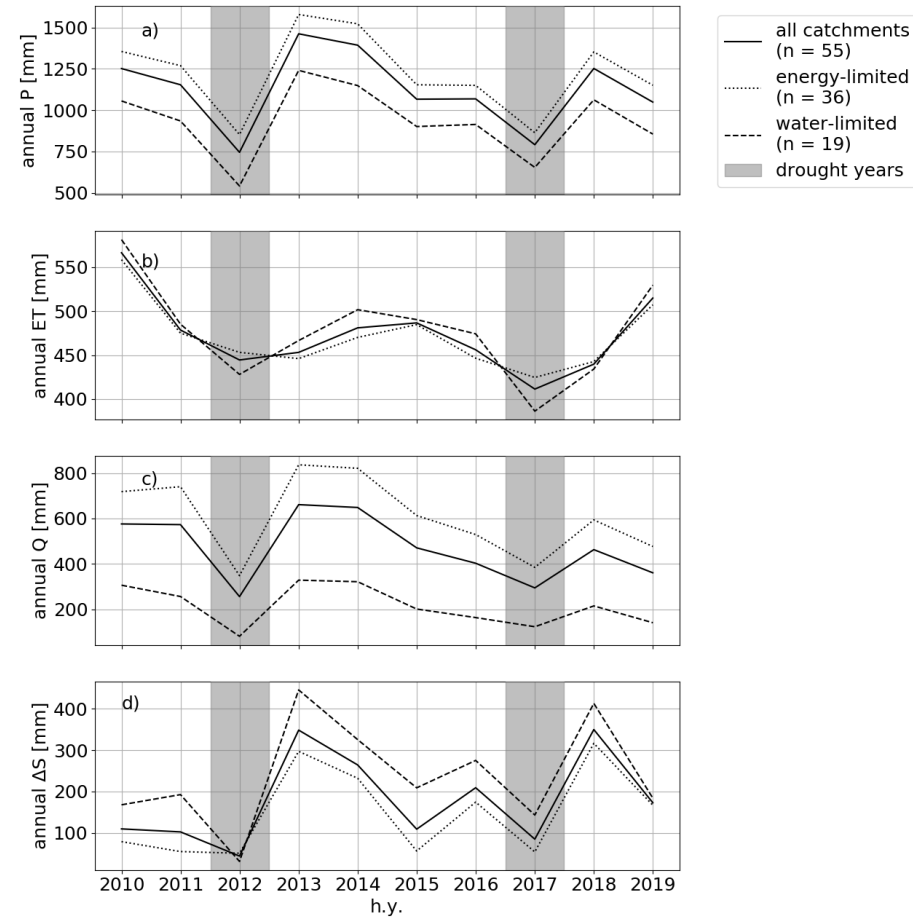 a)
annual P [mm]
1500
1250
1000
750
500
all catchments
(n = 55)
energy-limited
(n = 36)
water-limited
(n = 19)
drought years
b)
annual ET [mm]
550
500
450
400
c)
annual Q [mm]
800
600
400
200
d)
annual ΔS [mm]
400
300
200
100
2010 2011 2012 2013 2014 2015 2016 2017 2018 2019
h.y.